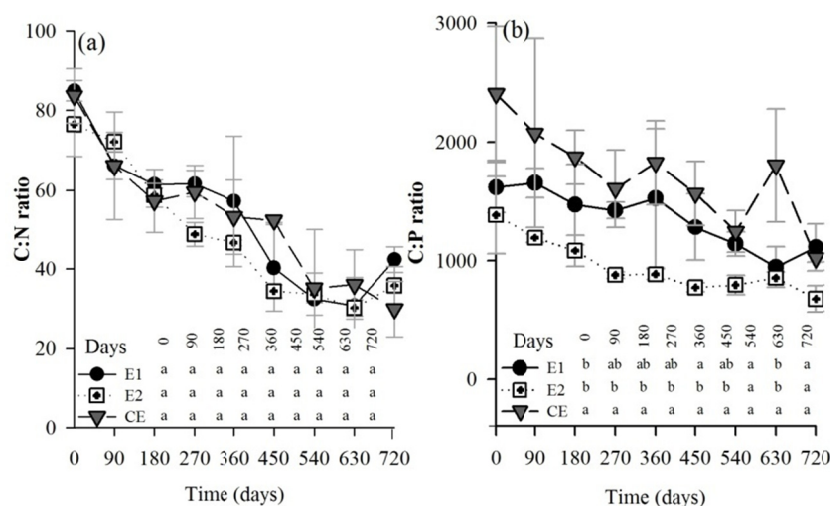 (a)
100
80
60
40
20
0
C:N ratio
Days 0 90 180 270 360 450 540 630 720
E1 a a a a a a a a a
E2 a a a a a a a a a
CE a a a a a a a a a
0 90 180 270 360 450 540 630 720
Time (days)
(b)
3000
2000
1000
0
C:P ratio
Days 0 90 180 270 360 450 540 630 720
E1 b ab ab ab a ab a b a
E2 b b b b b b a b a
CE a a a a a a a a a
0 90 180 270 360 450 540 630 720
Time (days)